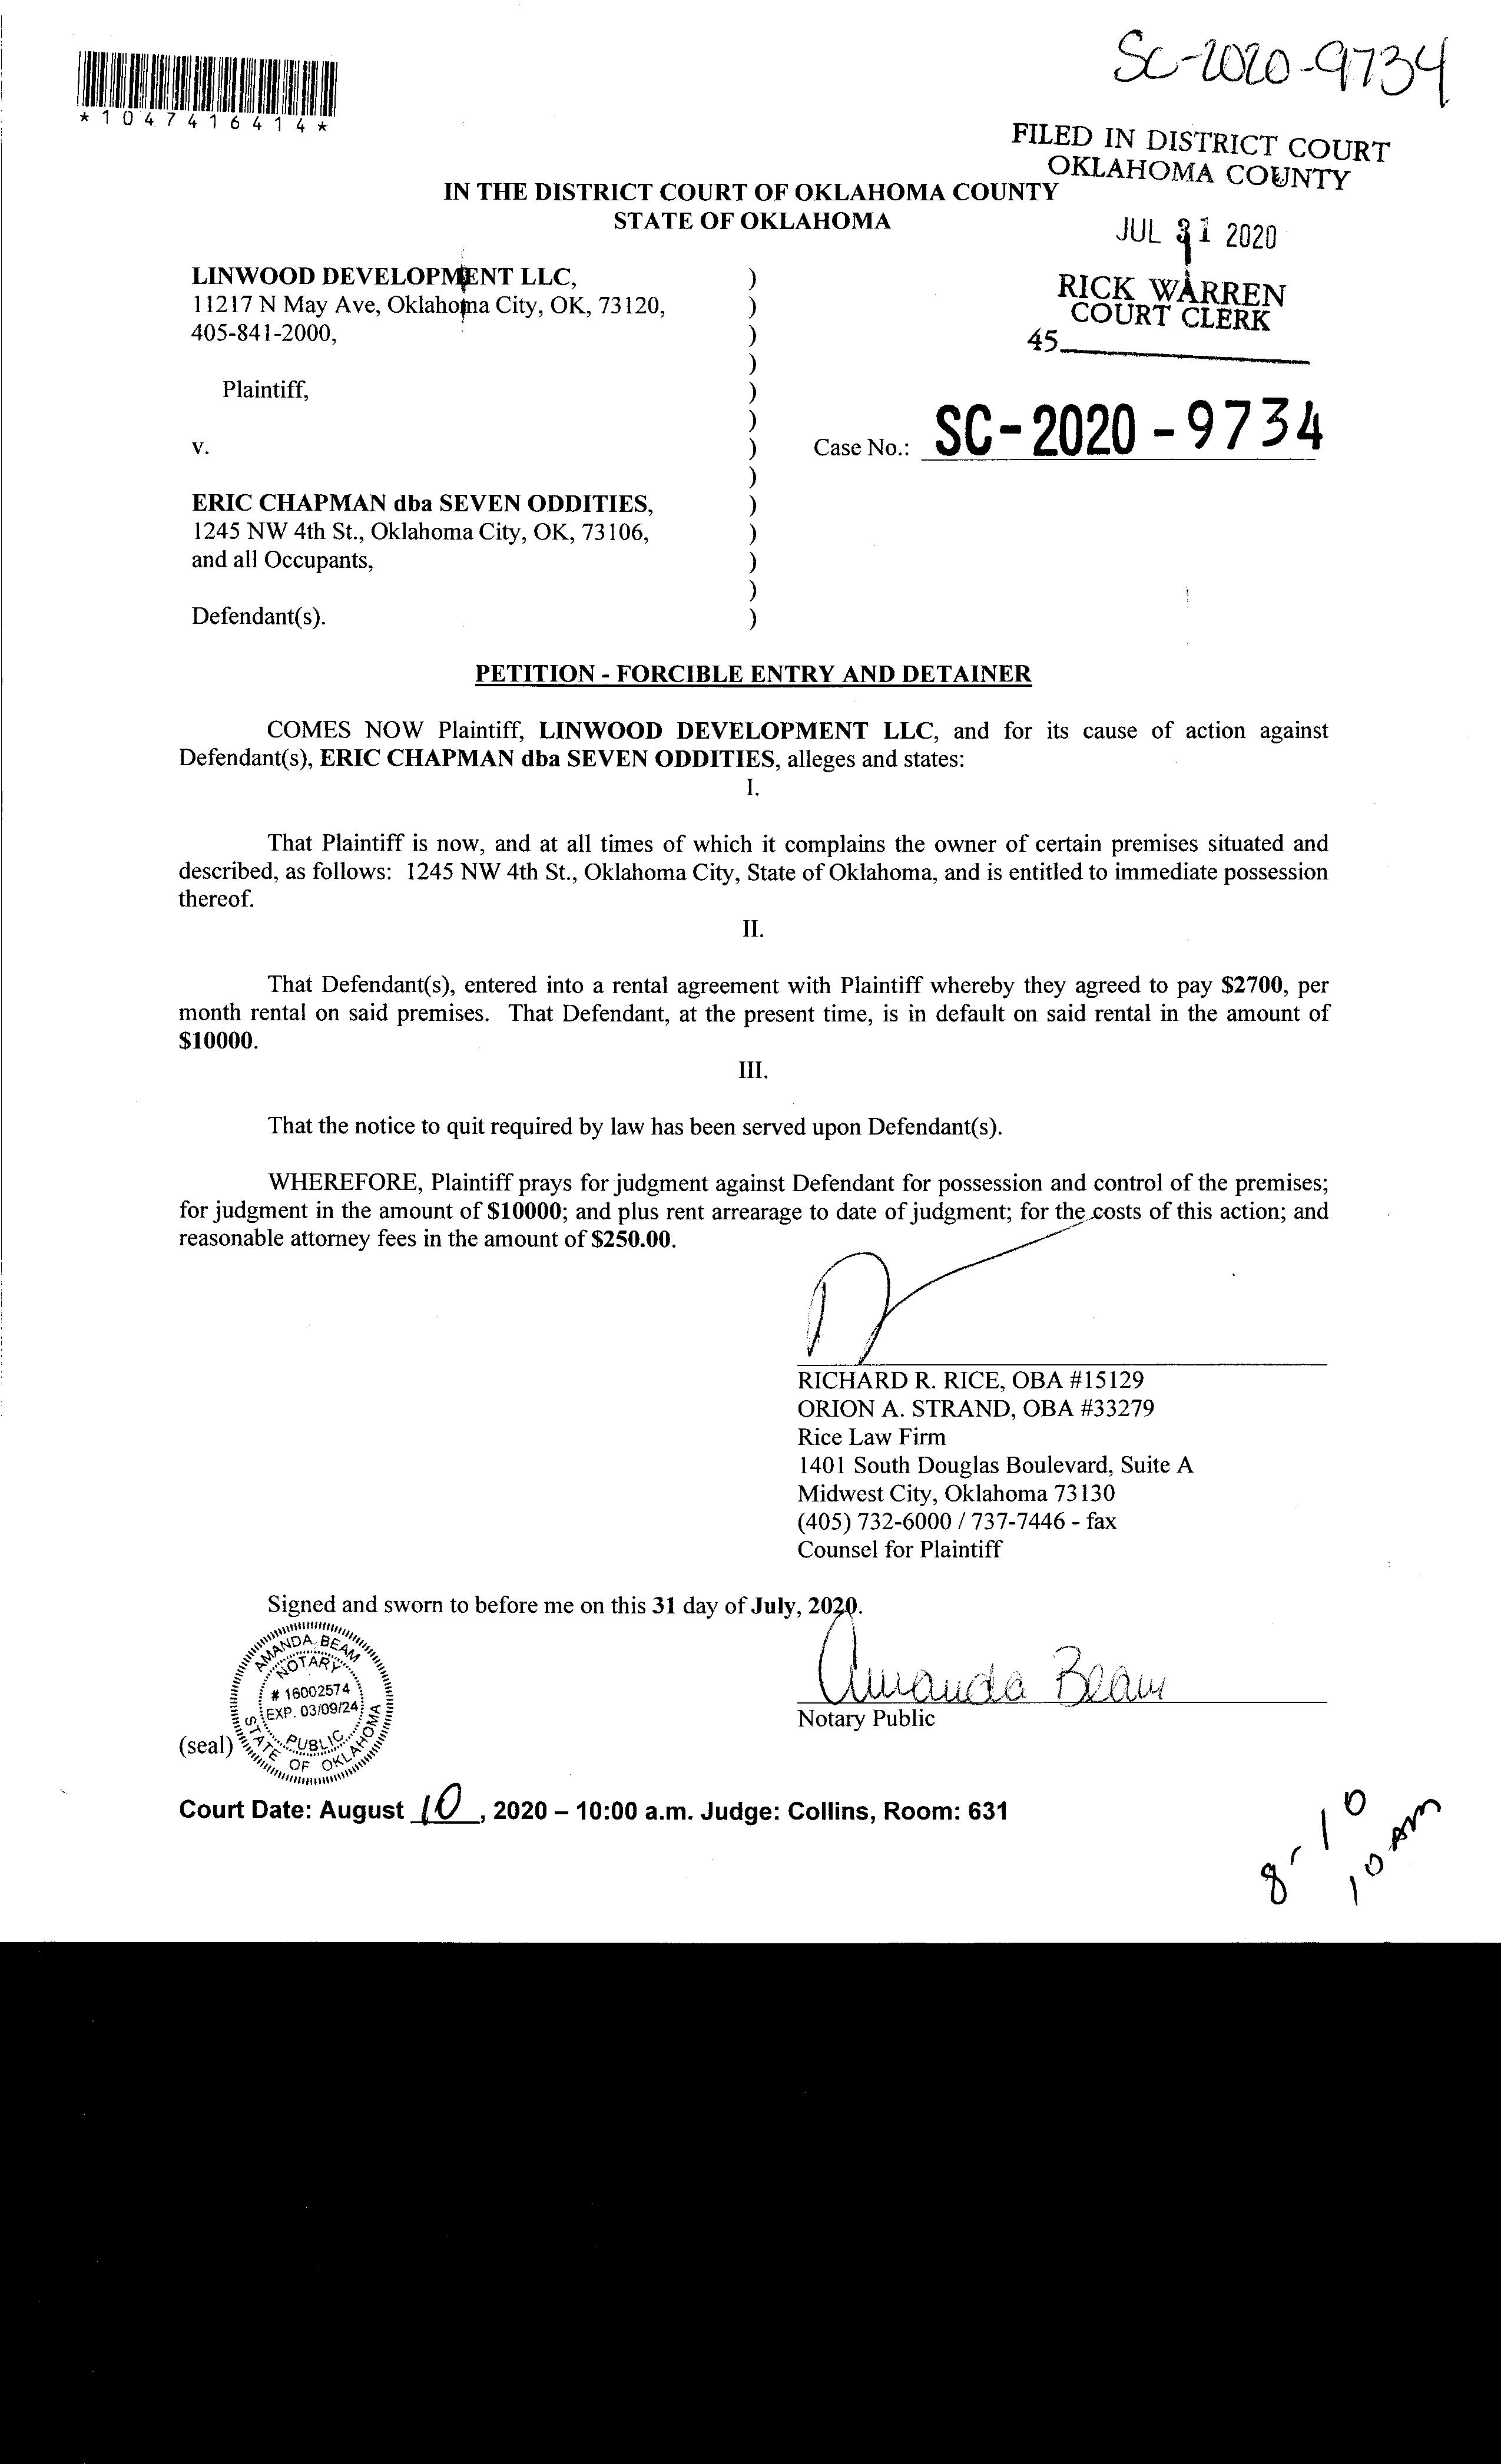 SC-2020-9734
*1047416414*
FILED IN DISTRICT COURT
OKLAHOMA COUNTY
IN THE DISTRICT COURT OF OKLAHOMA COUNTY
STATE OF OKLAHOMA
JUL 31 2020
RICK WARREN
COURT CLERK
45
LINWOOD DEVELOPMENT LLC, )
11217 N May Ave, Oklahoma City, OK, 73120, )
405-841-2000, )
)
Plaintiff, )
)
v. ) Case No.: SC-2020-9734
)
ERIC CHAPMAN dba SEVEN ODDITIES, )
1245 NW 4th St., Oklahoma City, OK, 73106, )
and all Occupants, )
)
Defendant(s). )
PETITION - FORCIBLE ENTRY AND DETAINER
COMES NOW Plaintiff, LINWOOD DEVELOPMENT LLC, and for its cause of action against
Defendant(s), ERIC CHAPMAN dba SEVEN ODDITIES, alleges and states:
I.
That Plaintiff is now, and at all times of which it complains the owner of certain premises situated and
described, as follows: 1245 NW 4th St., Oklahoma City, State of Oklahoma, and is entitled to immediate possession
thereof.
II.
That Defendant(s), entered into a rental agreement with Plaintiff whereby they agreed to pay $2700, per
month rental on said premises. That Defendant, at the present time, is in default on said rental in the amount of
$10000.
III.
That the notice to quit required by law has been served upon Defendant(s).
WHEREFORE, Plaintiff prays for judgment against Defendant for possession and control of the premises;
for judgment in the amount of $10000; and plus rent arrearage to date of judgment; for the costs of this action; and
reasonable attorney fees in the amount of $250.00.
RICHARD R. RICE, OBA #15129
ORION A. STRAND, OBA #33279
Rice Law Firm
1401 South Douglas Boulevard, Suite A
Midwest City, Oklahoma 73130
(405) 732-6000 / 737-7446 - fax
Counsel for Plaintiff
Signed and sworn to before me on this 31 day of July, 2020.
AMANDA BEAM
NOTARY
# 16002574
EXP. 03/09/24
PUBLIC
STATE OF OKLAHOMA
Amanda Beam
Notary Public
(seal)
Court Date: August 10, 2020 – 10:00 a.m. Judge: Collins, Room: 631
8-10
10 AM